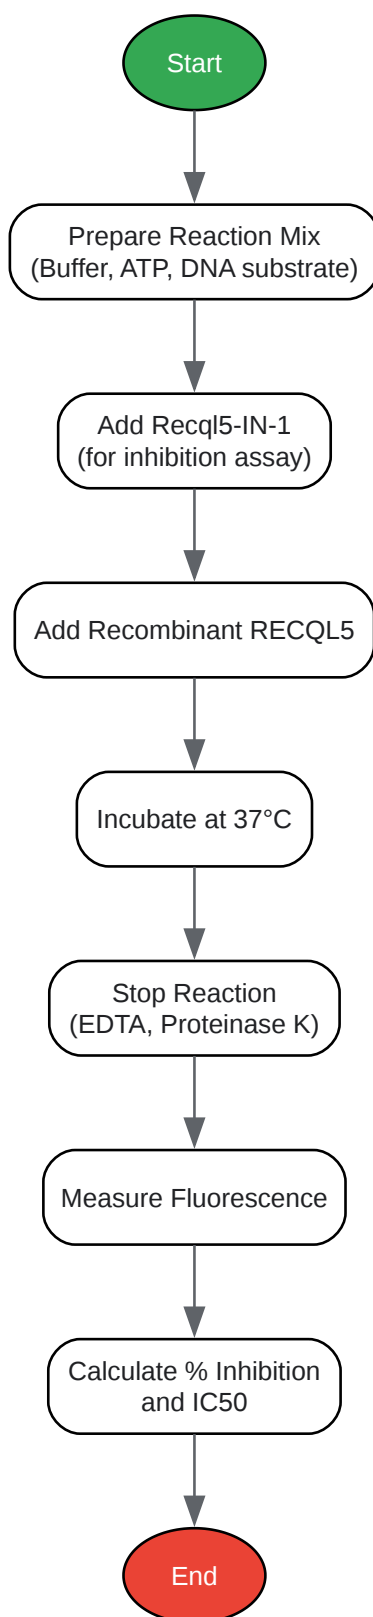 Start
Prepare Reaction Mix
(Buffer, ATP, DNA substrate)
Add Recql5-IN-1
(for inhibition assay)
Add Recombinant RECQL5
Incubate at 37°C
Stop Reaction
(EDTA, Proteinase K)
Measure Fluorescence
Calculate % Inhibition
and IC50
End